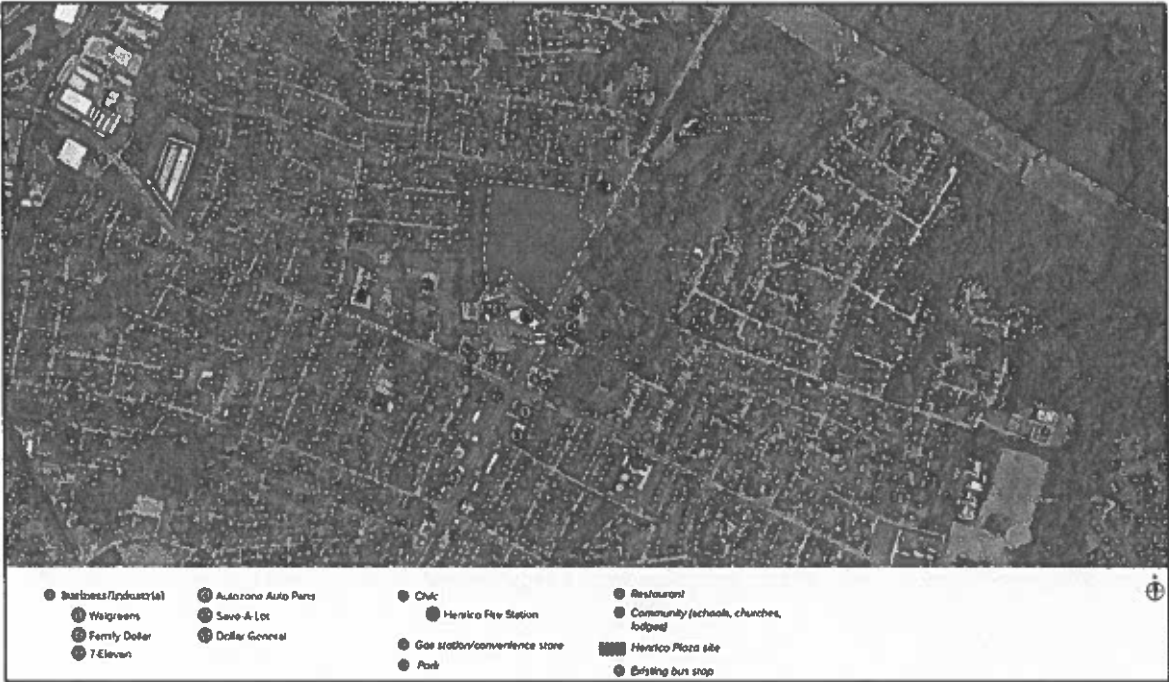 Business/Industrial
Walgreens
Family Dollar
7-Eleven
Autozone Auto Parts
Save-A-Lot
Dollar General
Civic
Henrico Fire Station
Gas station/convenience store
Park
Restaurant
Community (schools, churches,
lodges)
Henrico Plaza site
Existing bus stop